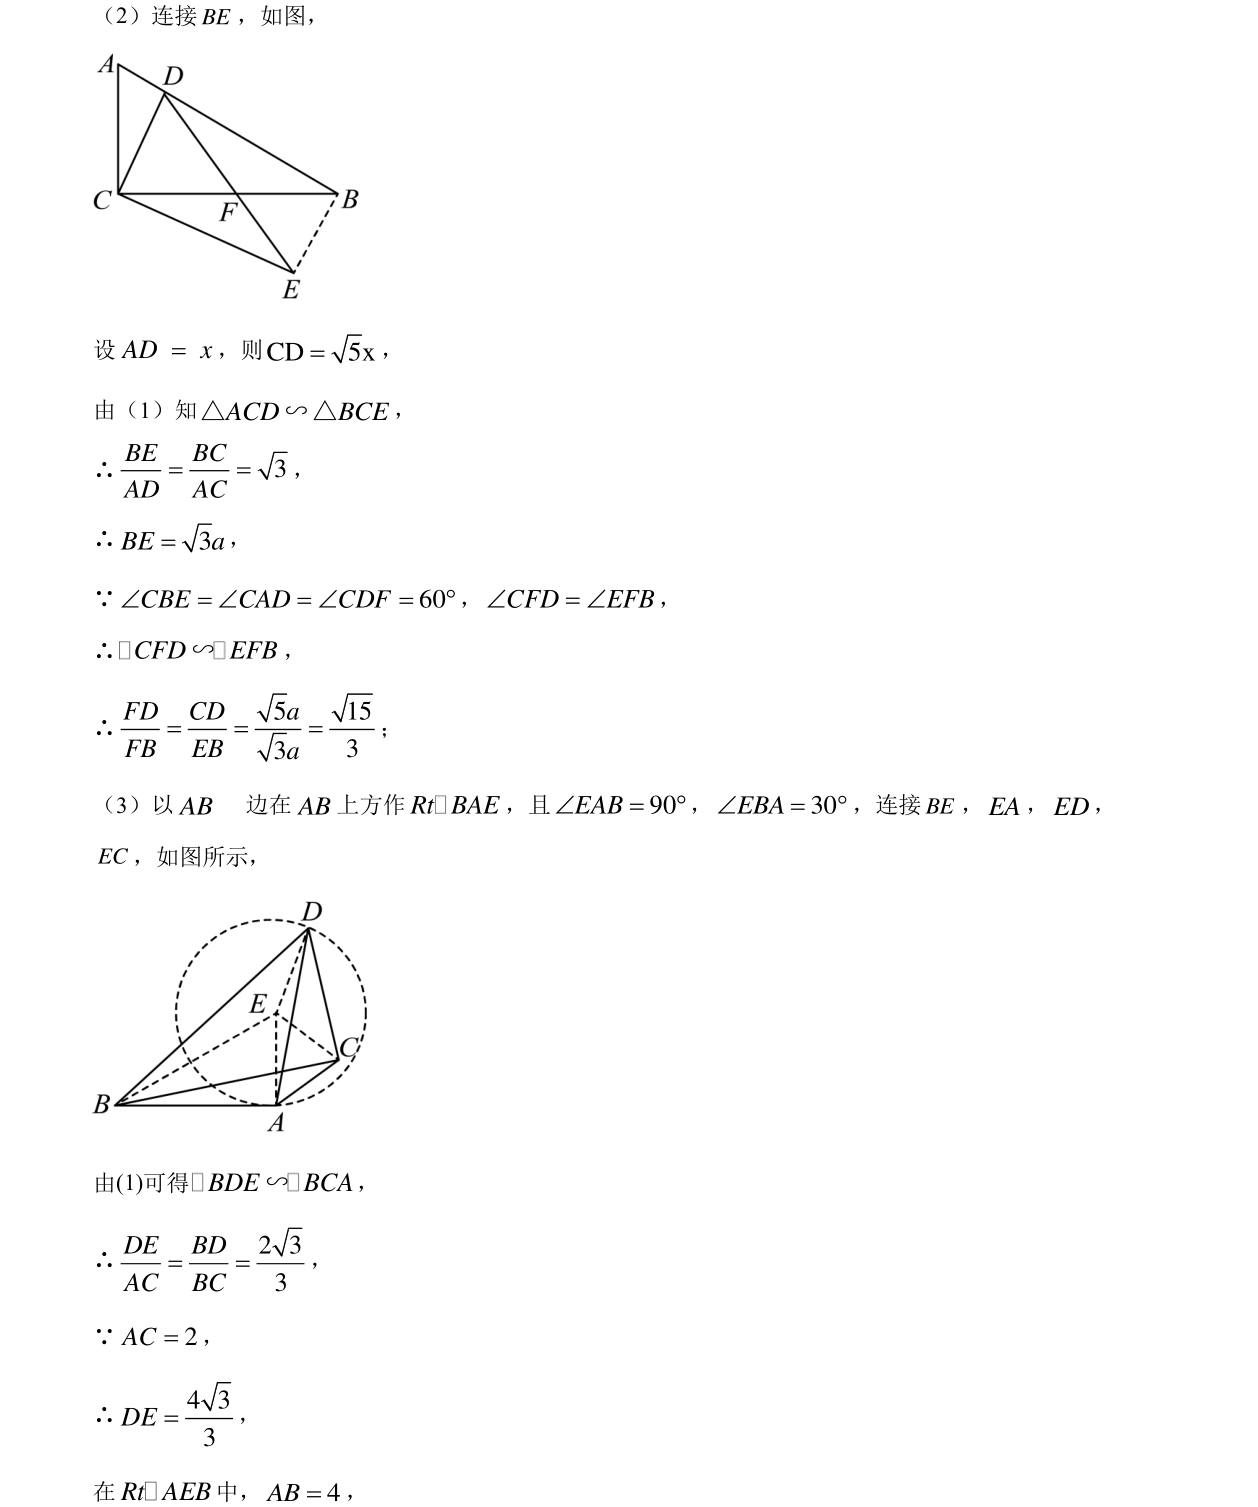 （2）连接BE，如图，
A
D
C
F
B
E
设AD = x，则CD=√5x，
由（1）知△ACD∽△BCE，
∴BE/AD=BC/AC=√3，
∴BE=√3a，
∵∠CBE=∠CAD=∠CDF=60°，∠CFD=∠EFB，
∴□CFD∽□EFB，
∴FD/FB=CD/EB=√5a/√3a=√15/3；
（3）以AB 边在AB上方作Rt□BAE，且∠EAB=90°，∠EBA=30°，连接BE，EA，ED，
EC，如图所示，
D
E
C
B
A
由(1)可得□BDE∽□BCA，
∴DE/AC=BD/BC=2√3/3，
∵AC=2，
∴DE=4√3/3，
在Rt□AEB中，AB=4，